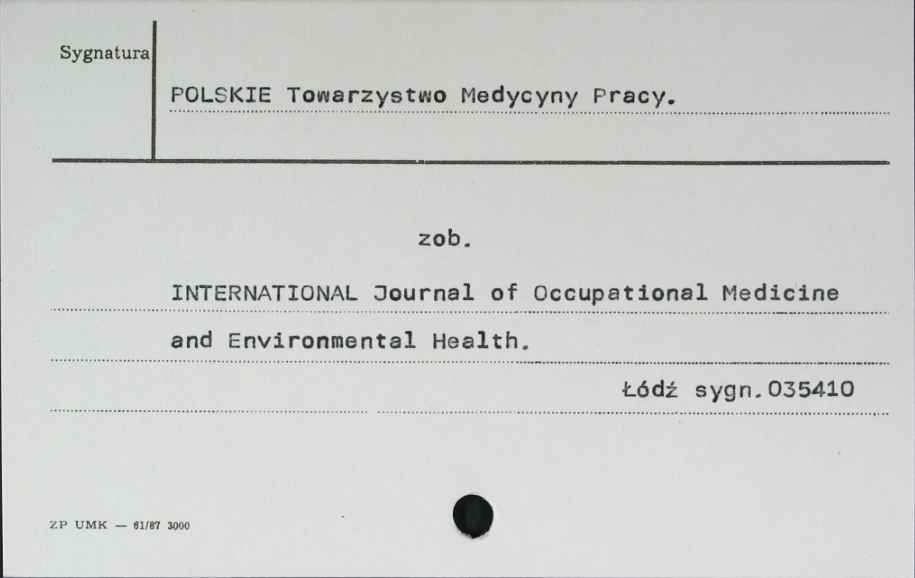 Sygnatura
POLSKIE Towarzystwo Medycyny Pracy.
zob.
INTERNATIONAL Journal of Occupational Medicine
and Environmental Health.
Łódź sygn.035410
ZP UMK — 61/87 3000